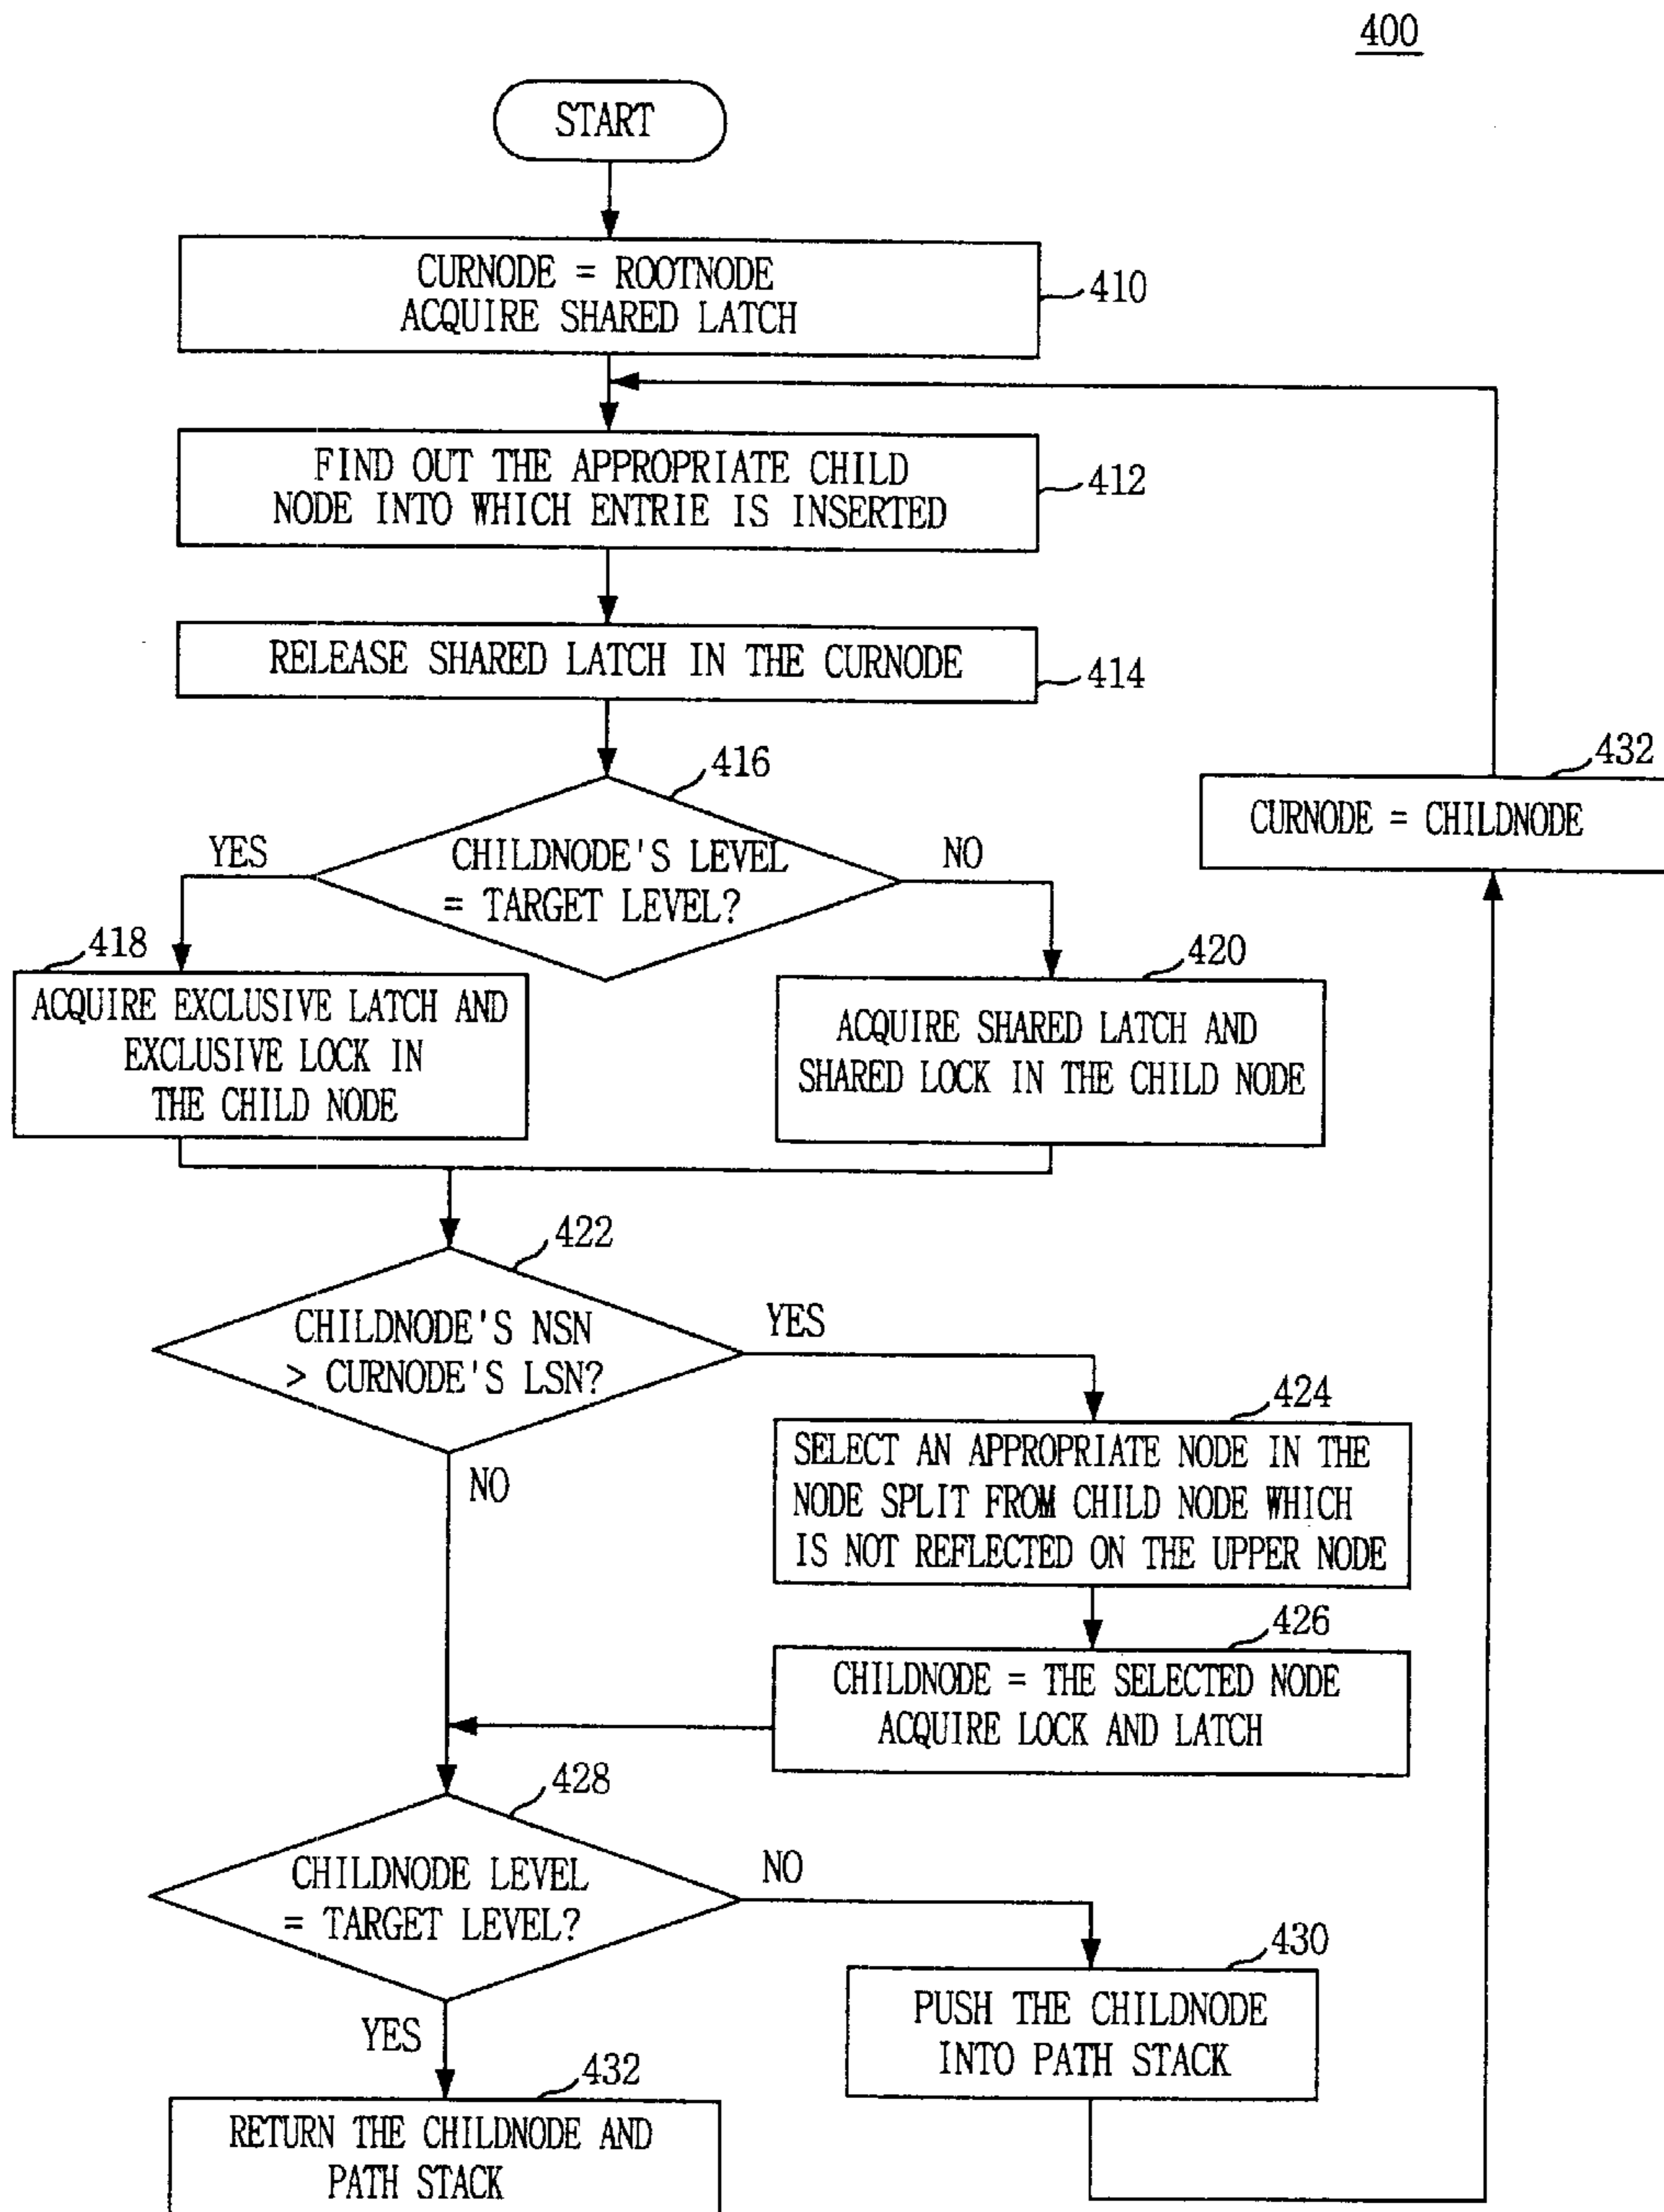 400
START
CURNODE = ROOTNODE
ACQUIRE SHARED LATCH
410
FIND OUT THE APPROPRIATE CHILD
NODE INTO WHICH ENTRIE IS INSERTED
412
RELEASE SHARED LATCH IN THE CURNODE
414
416
CHILDNODE'S LEVEL
= TARGET LEVEL?
YES
NO
432
CURNODE = CHILDNODE
418
ACQUIRE EXCLUSIVE LATCH AND
EXCLUSIVE LOCK IN
THE CHILD NODE
420
ACQUIRE SHARED LATCH AND
SHARED LOCK IN THE CHILD NODE
422
CHILDNODE'S NSN
> CURNODE'S LSN?
YES
NO
424
SELECT AN APPROPRIATE NODE IN THE
NODE SPLIT FROM CHILD NODE WHICH
IS NOT REFLECTED ON THE UPPER NODE
426
CHILDNODE = THE SELECTED NODE
ACQUIRE LOCK AND LATCH
428
CHILDNODE LEVEL
= TARGET LEVEL?
NO
YES
430
PUSH THE CHILDNODE
INTO PATH STACK
432
RETURN THE CHILDNODE AND
PATH STACK